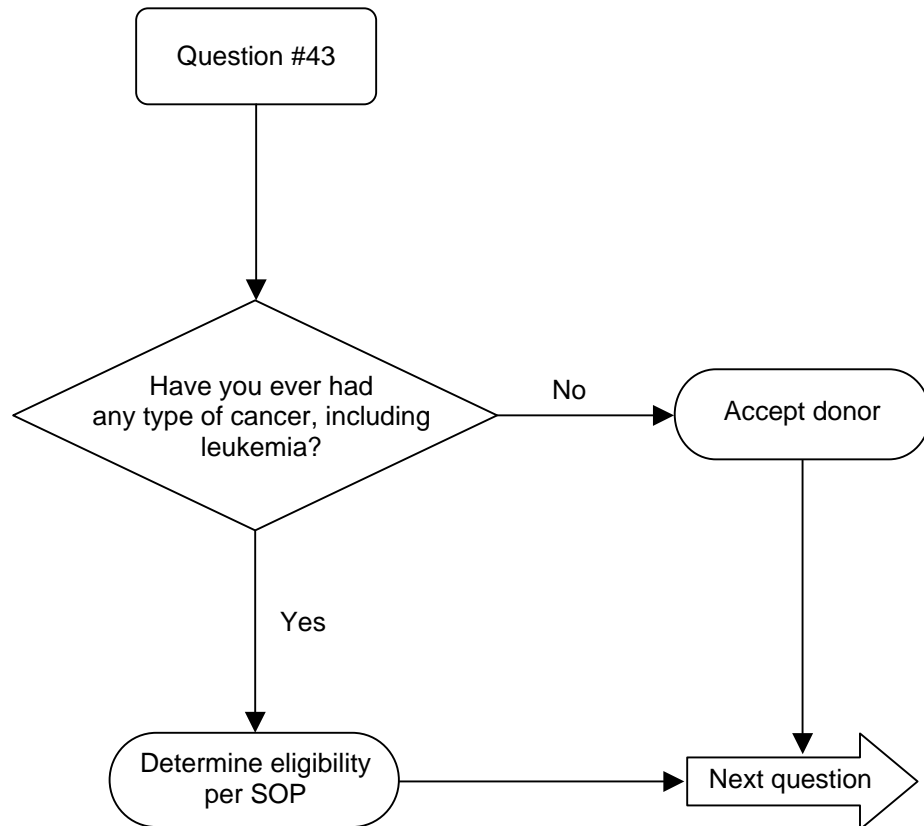 Question #43
Have you ever had
any type of cancer, including
leukemia?
No
Accept donor
Yes
Determine eligibility
per SOP
Next question